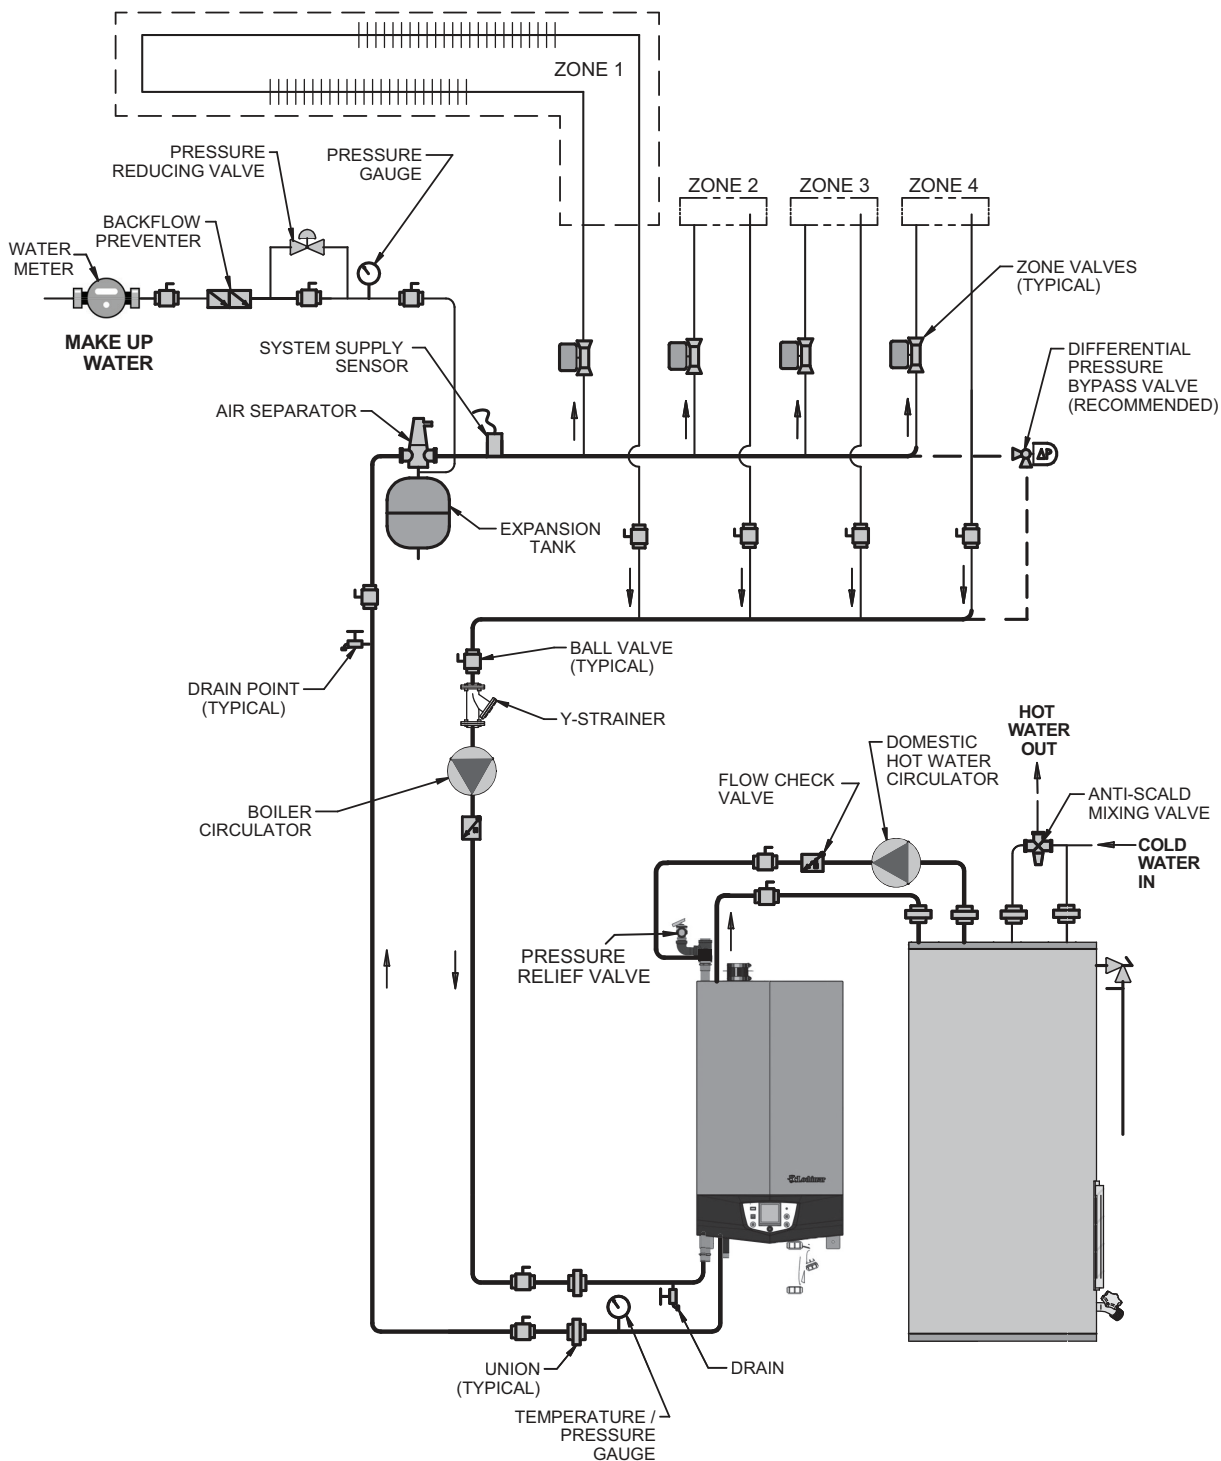 ZONE 1
PRESSURE
REDUCING VALVE
PRESSURE
GAUGE
ZONE 2
ZONE 3
ZONE 4
BACKFLOW
PREVENTER
WATER
METER
ZONE VALVES
(TYPICAL)
MAKE UP
WATER
SYSTEM SUPPLY
SENSOR
DIFFERENTIAL
PRESSURE
BYPASS VALVE
(RECOMMENDED)
AIR SEPARATOR
ΔP
EXPANSION
TANK
BALL VALVE
(TYPICAL)
DRAIN POINT
(TYPICAL)
Y-STRAINER
HOT
WATER
OUT
DOMESTIC
HOT WATER
CIRCULATOR
FLOW CHECK
VALVE
ANTI-SCALD
MIXING VALVE
BOILER
CIRCULATOR
COLD
WATER
IN
PRESSURE
RELIEF VALVE
Lochinvar
UNION
(TYPICAL)
DRAIN
TEMPERATURE /
PRESSURE
GAUGE